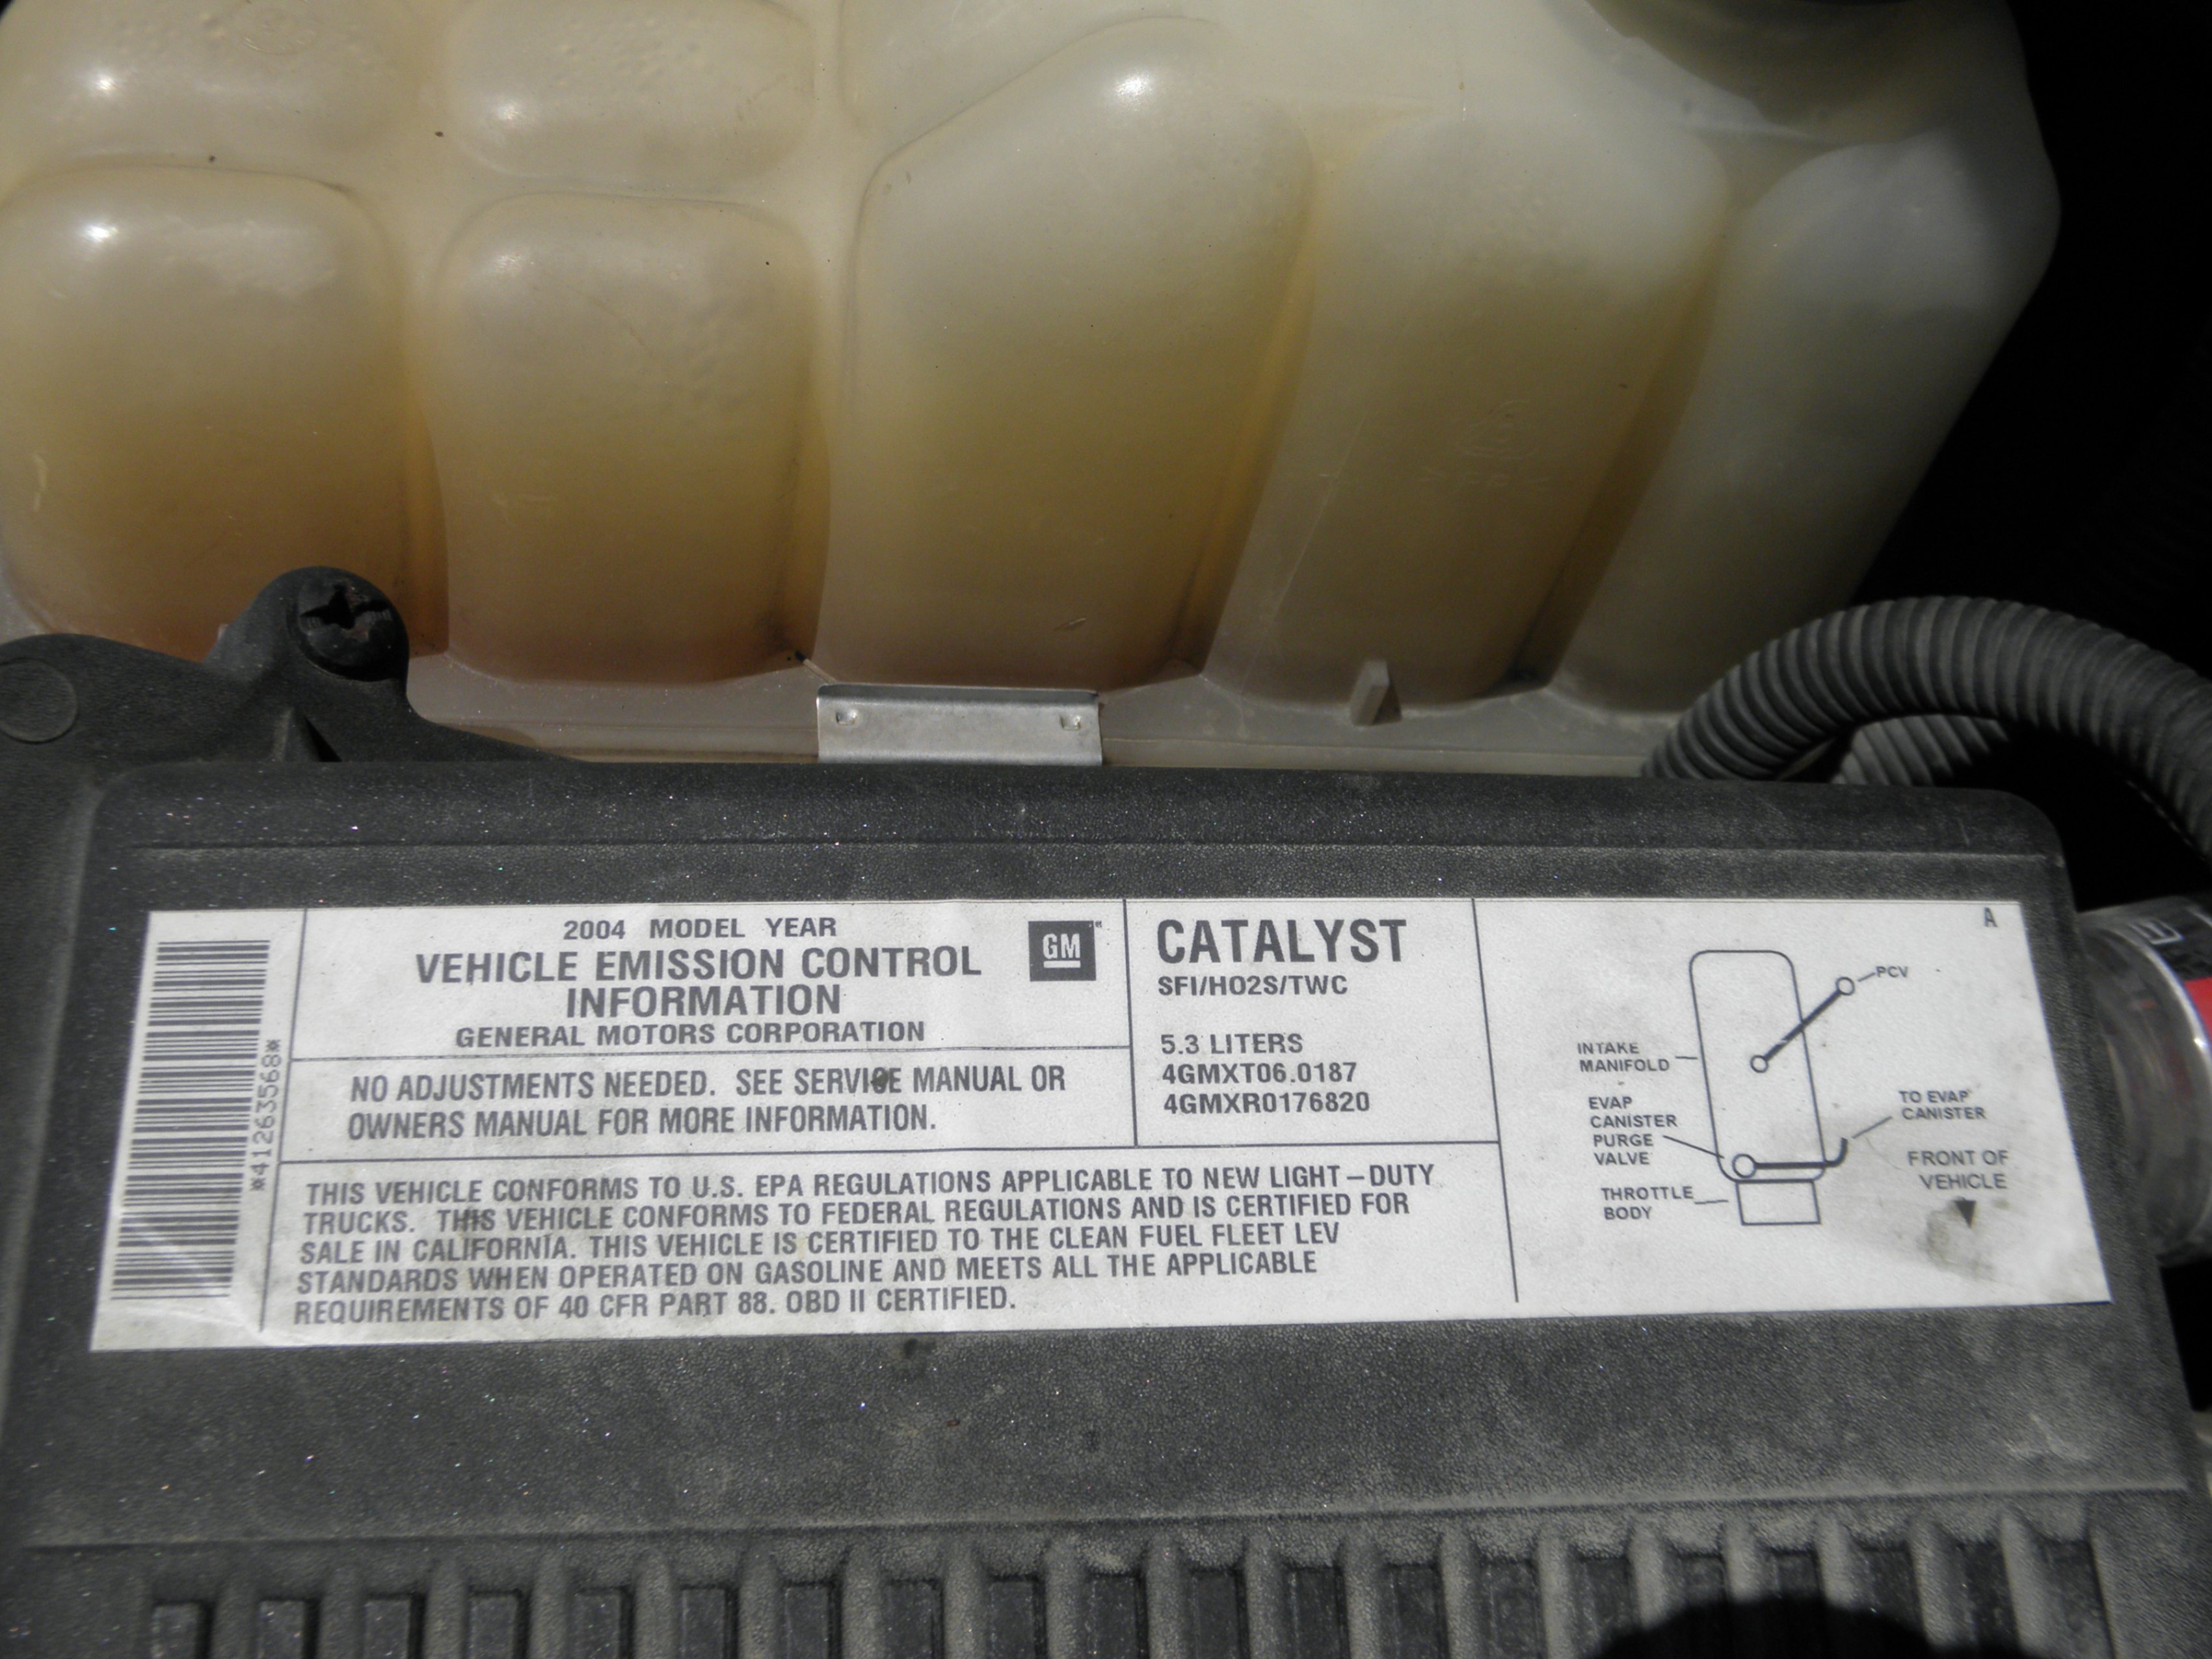 2004 MODEL YEAR
VEHICLE EMISSION CONTROL
INFORMATION
GENERAL MOTORS CORPORATION
GM
NO ADJUSTMENTS NEEDED. SEE SERVICE MANUAL OR
OWNERS MANUAL FOR MORE INFORMATION.
CATALYST
SFI/HO2S/TWC
5.3 LITERS
4GMXT06.0187
4GMXR0176820
THIS VEHICLE CONFORMS TO U.S. EPA REGULATIONS APPLICABLE TO NEW LIGHT-DUTY
TRUCKS. THIS VEHICLE CONFORMS TO FEDERAL REGULATIONS AND IS CERTIFIED FOR
SALE IN CALIFORNIA. THIS VEHICLE IS CERTIFIED TO THE CLEAN FUEL FLEET LEV
STANDARDS WHEN OPERATED ON GASOLINE AND MEETS ALL THE APPLICABLE
REQUIREMENTS OF 40 CFR PART 88. OBD II CERTIFIED.
*41263568*
A
PCV
INTAKE
MANIFOLD
EVAP
CANISTER
PURGE
VALVE
TO EVAP
CANISTER
FRONT OF
VEHICLE
THROTTLE
BODY